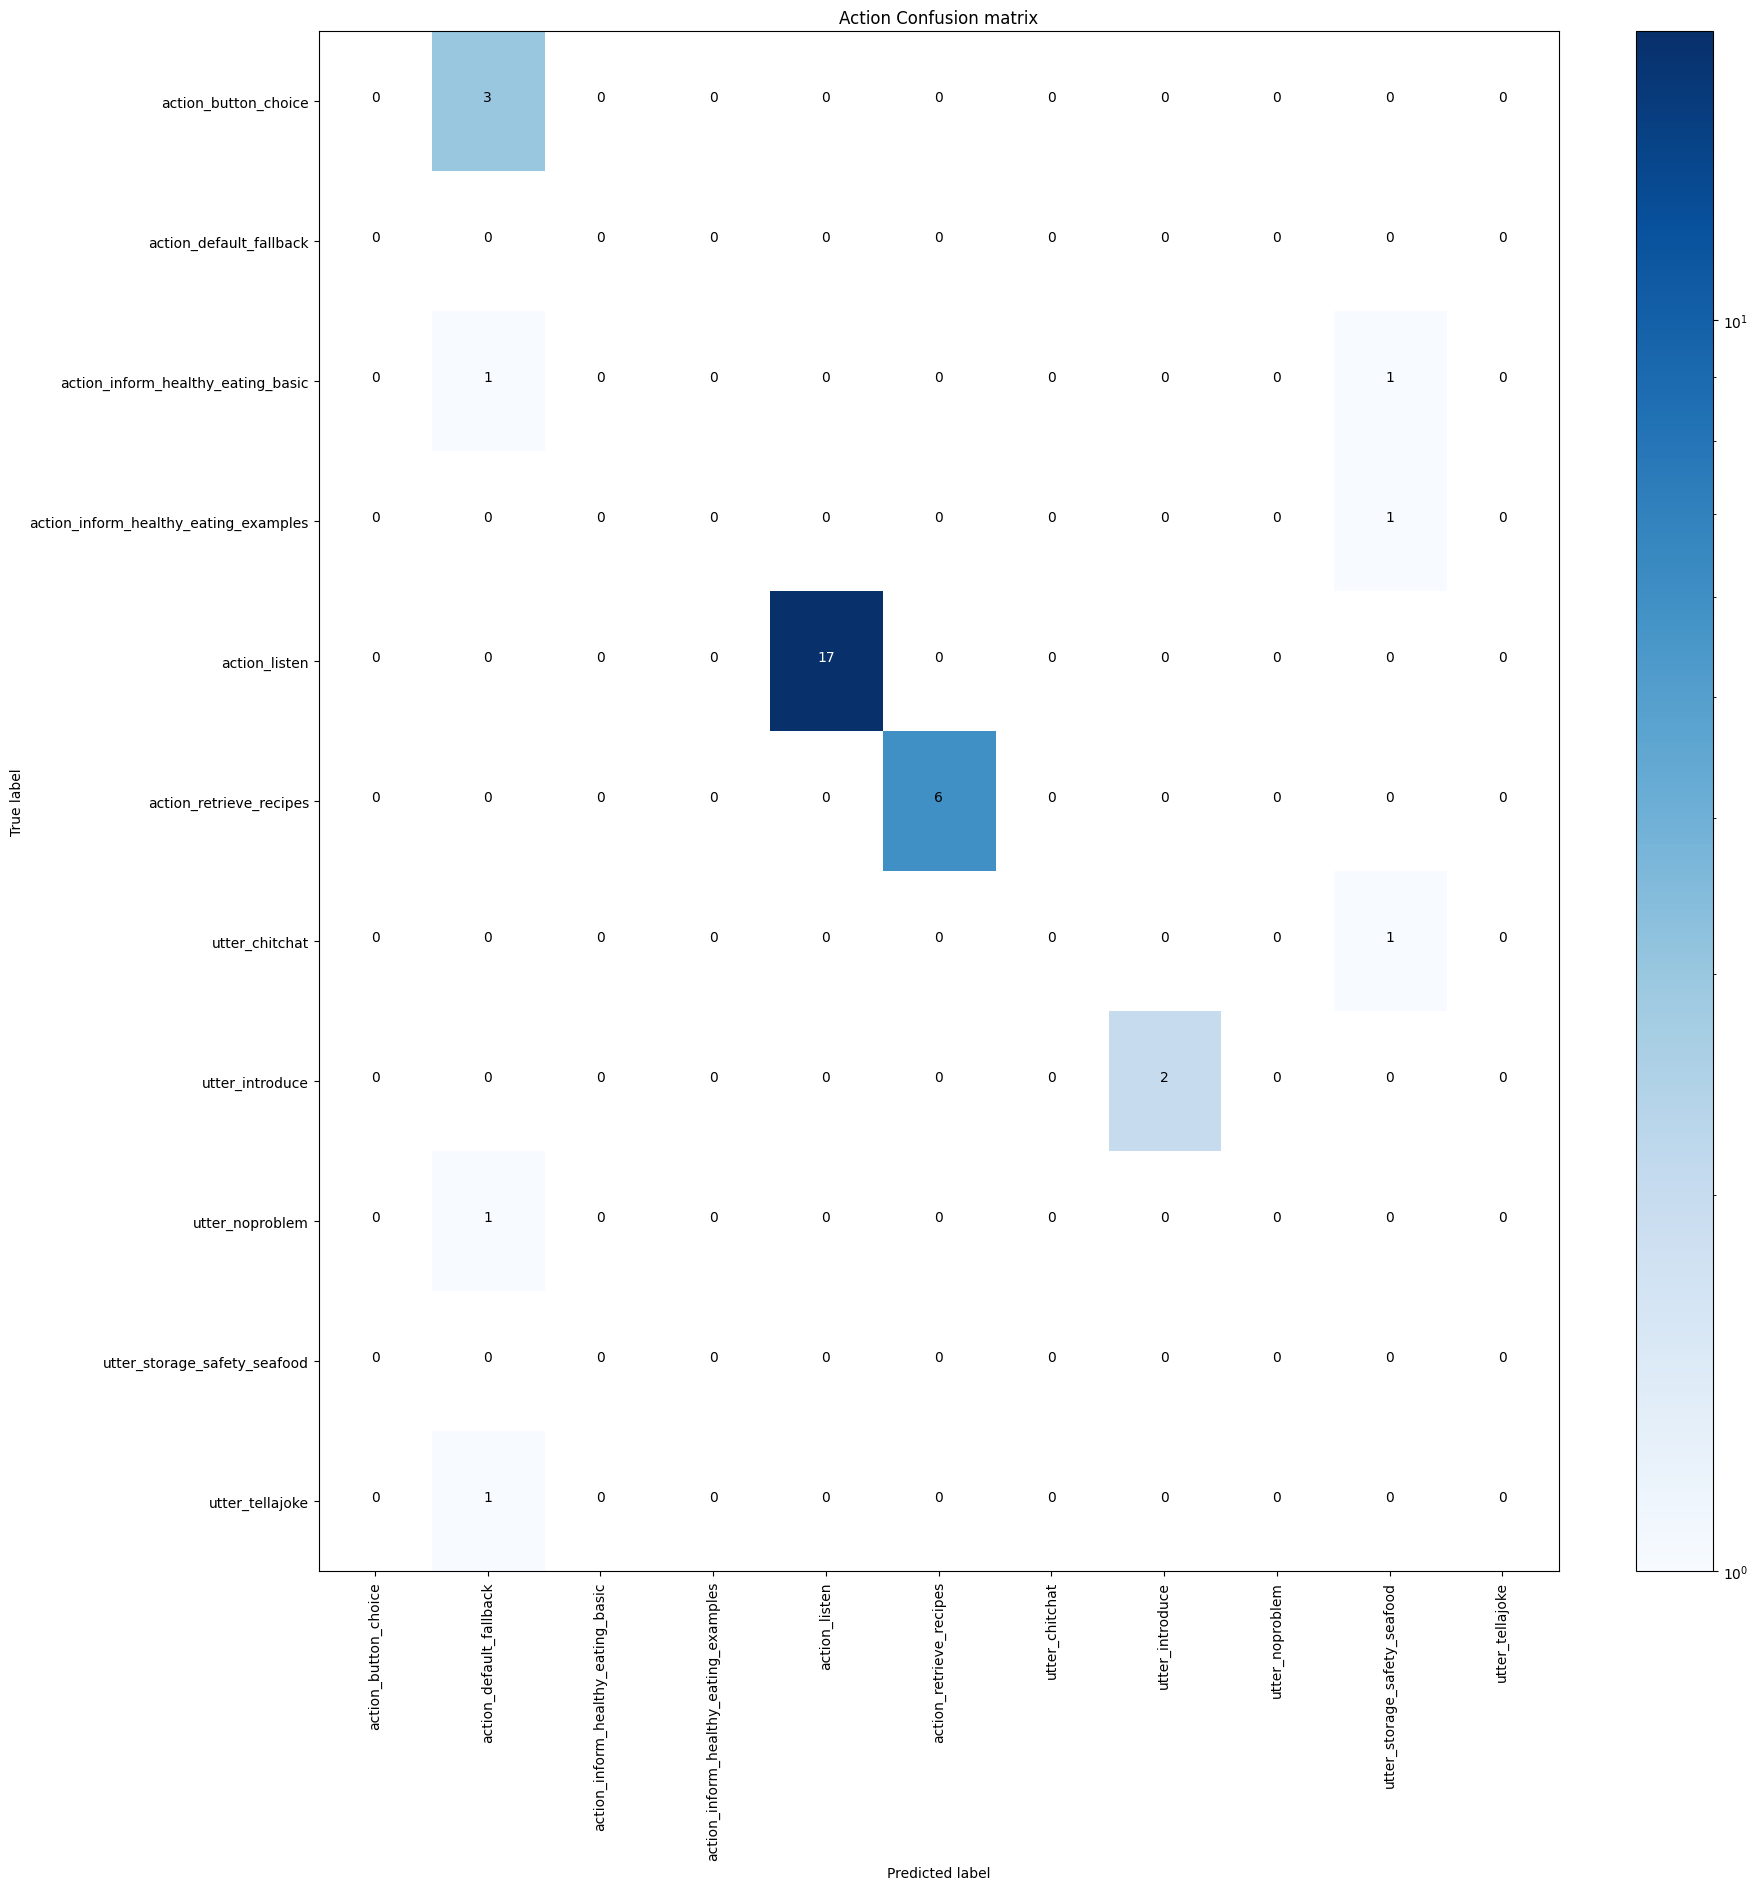 Action Confusion matrix
action_button_choice 0 3 0 0 0 0 0 0 0 0 0
action_default_fallback 0 0 0 0 0 0 0 0 0 0 0
action_inform_healthy_eating_basic 0 1 0 0 0 0 0 0 0 1 0
action_inform_healthy_eating_examples 0 0 0 0 0 0 0 0 0 1 0
action_listen 0 0 0 0 17 0 0 0 0 0 0
action_retrieve_recipes 0 0 0 0 0 6 0 0 0 0 0
utter_chitchat 0 0 0 0 0 0 0 0 0 1 0
utter_introduce 0 0 0 0 0 0 0 2 0 0 0
utter_noproblem 0 1 0 0 0 0 0 0 0 0 0
utter_storage_safety_seafood 0 0 0 0 0 0 0 0 0 0 0
utter_tellajoke 0 1 0 0 0 0 0 0 0 0 0
True label
action_button_choice
action_default_fallback
action_inform_healthy_eating_basic
action_inform_healthy_eating_examples
action_listen
action_retrieve_recipes
utter_chitchat
utter_introduce
utter_noproblem
utter_storage_safety_seafood
utter_tellajoke
Predicted label
10¹
10⁰